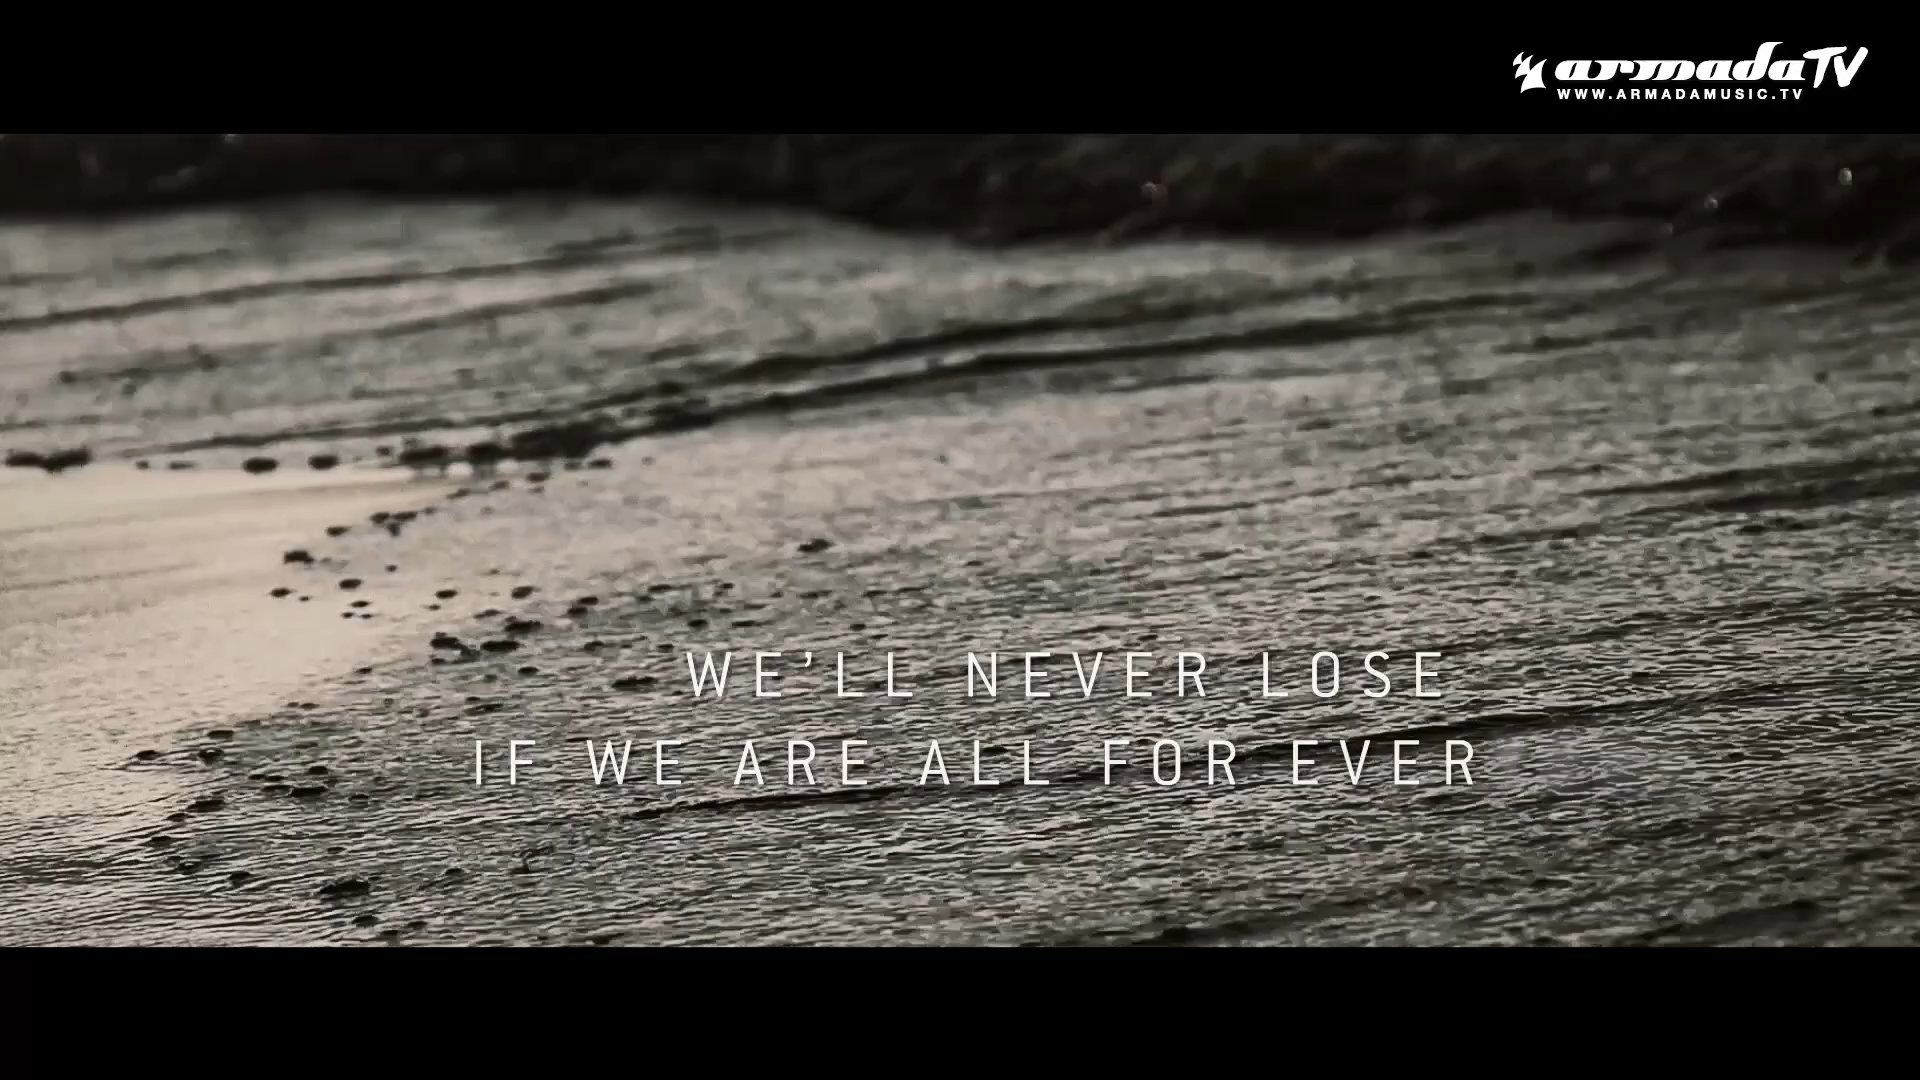 armadaTV
WWW.ARMADAMUSIC.TV
WE'LL NEVER LOSE
IF WE ARE ALL FOR EVER